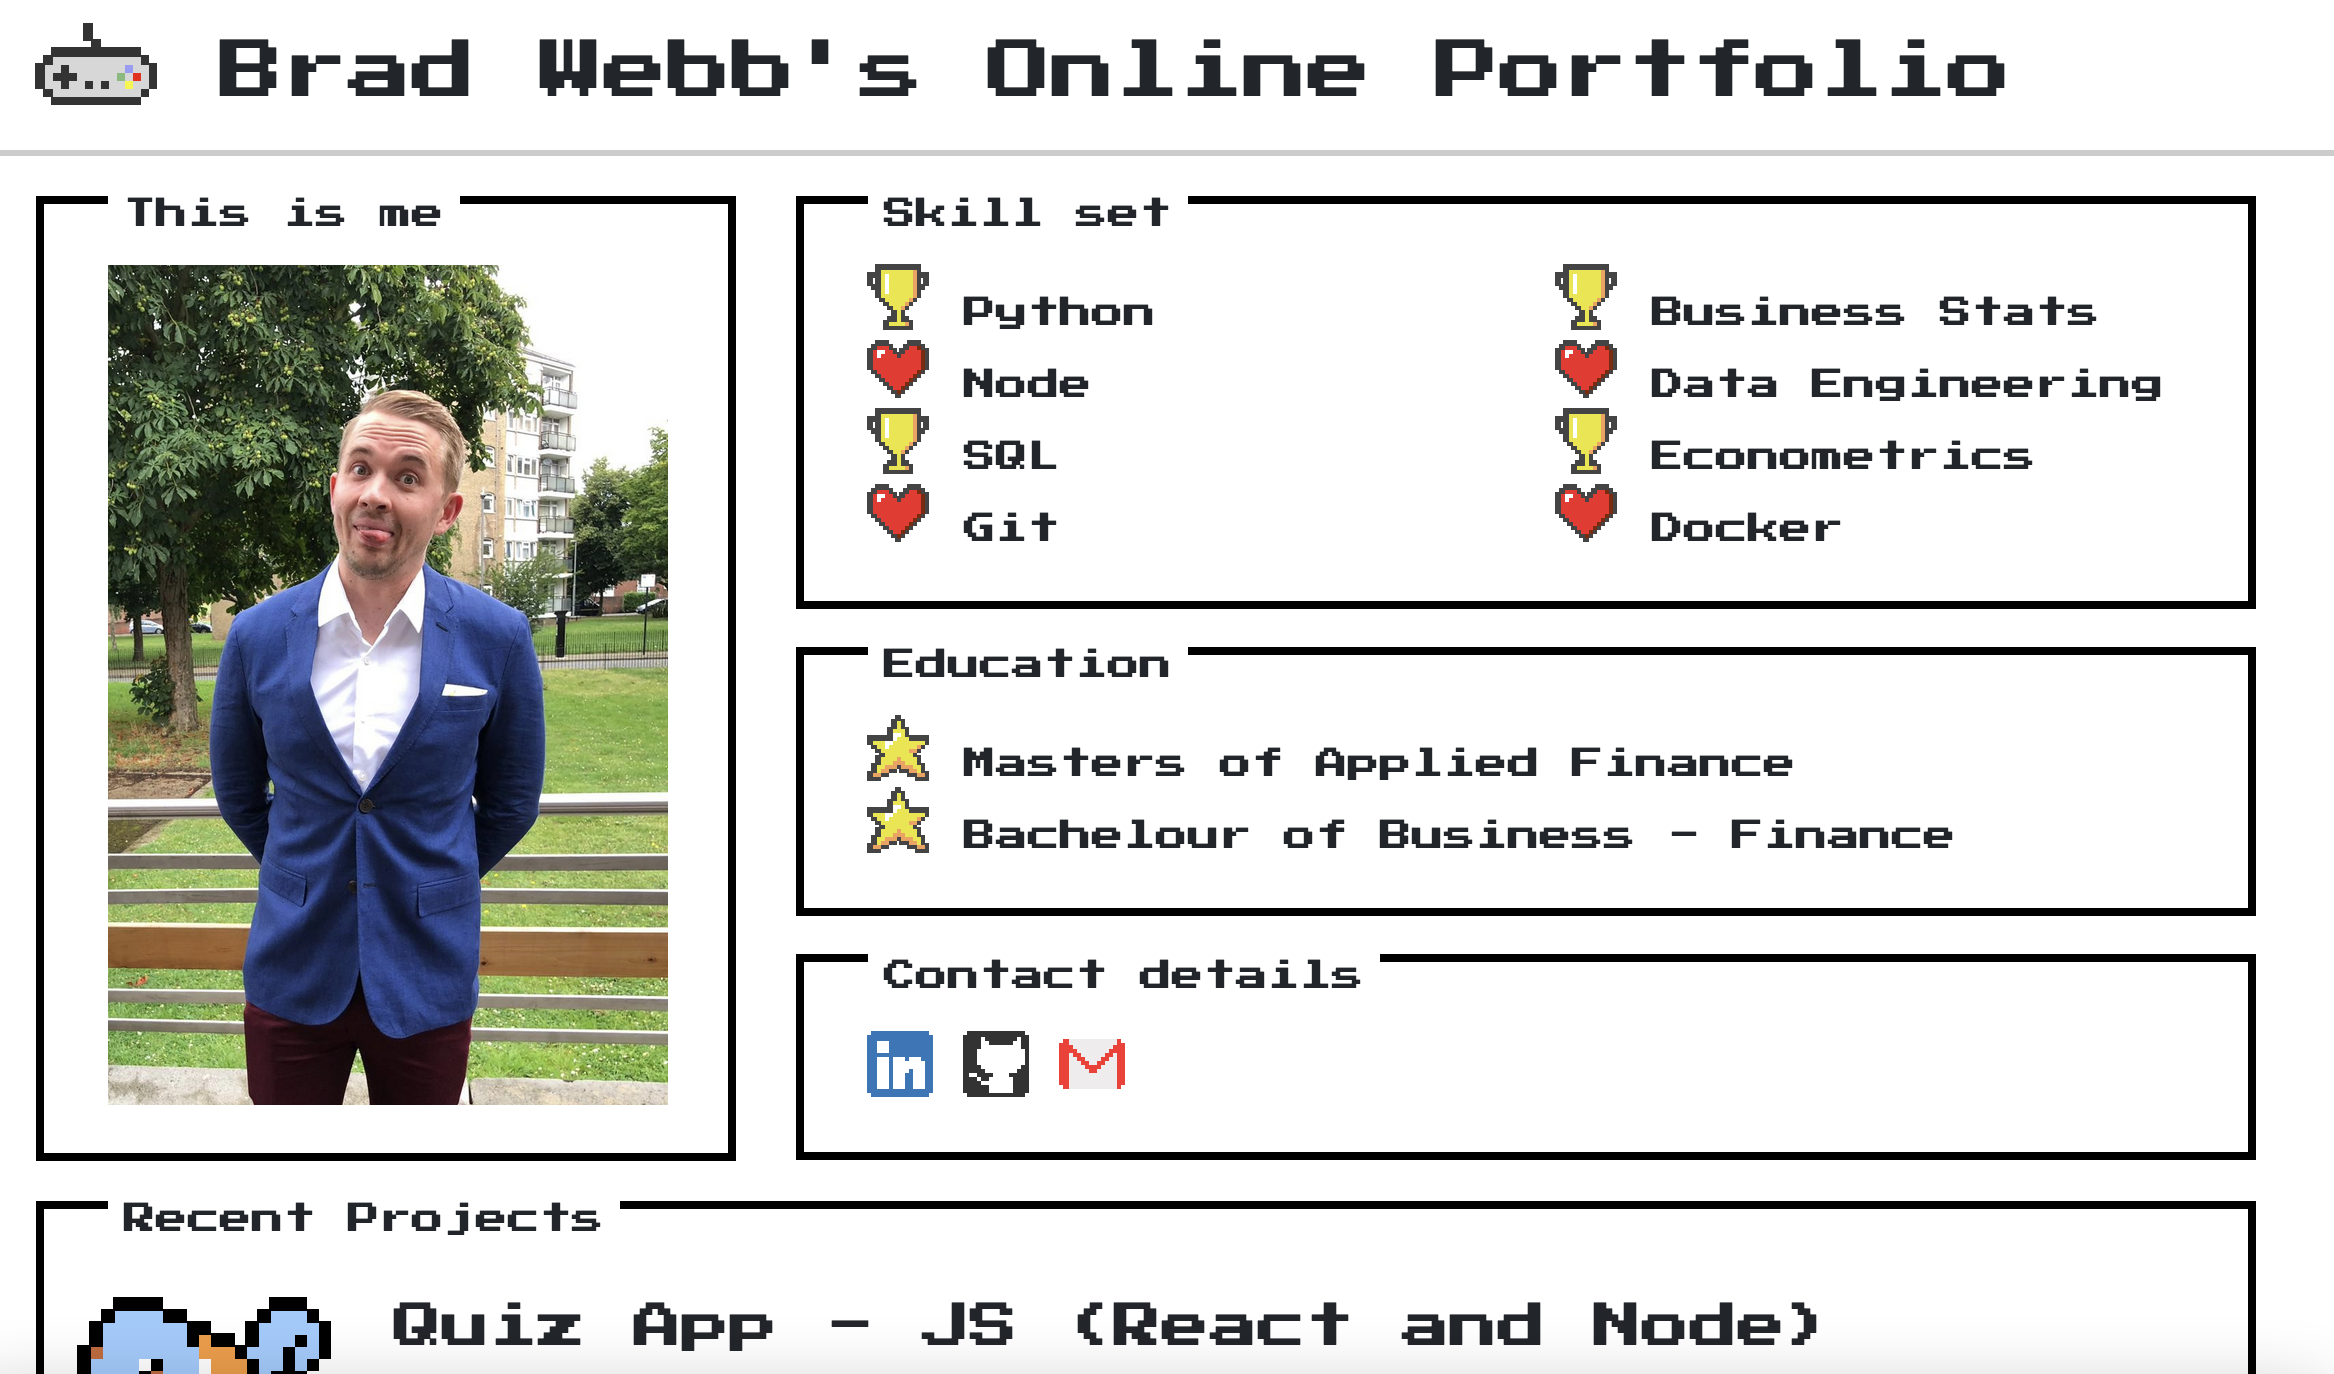 Brad Webb's Online Portfolio
This is me
Skill set
Python
Node
SQL
Git
Business Stats
Data Engineering
Econometrics
Docker
Education
Masters of Applied Finance
Bachelour of Business - Finance
Contact details
in
Recent Projects
Quiz App - JS (React and Node)